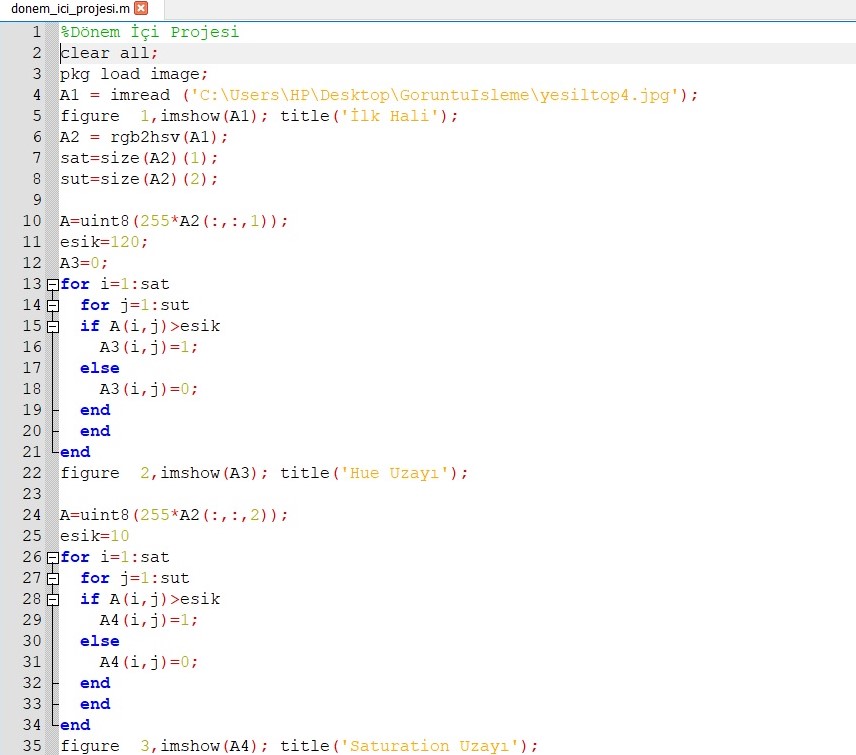 donem_ici_projesi.m
1 %Dönem İçi Projesi
2 clear all;
3 pkg load image;
4 A1 = imread ('C:\Users\HP\Desktop\GoruntuIsleme\yesiltop4.jpg');
5 figure  1,imshow(A1); title('İlk Hali');
6 A2 = rgb2hsv(A1);
7 sat=size(A2)(1);
8 sut=size(A2)(2);
9
10 A=uint8(255*A2(:,:,1));
11 esik=120;
12 A3=0;
13 for i=1:sat
14   for j=1:sut
15   if A(i,j)>esik
16     A3(i,j)=1;
17   else
18     A3(i,j)=0;
19   end
20   end
21 end
22 figure  2,imshow(A3); title('Hue Uzayı');
23
24 A=uint8(255*A2(:,:,2));
25 esik=10
26 for i=1:sat
27   for j=1:sut
28   if A(i,j)>esik
29     A4(i,j)=1;
30   else
31     A4(i,j)=0;
32   end
33   end
34 end
35 figure  3,imshow(A4); title('Saturation Uzayı');